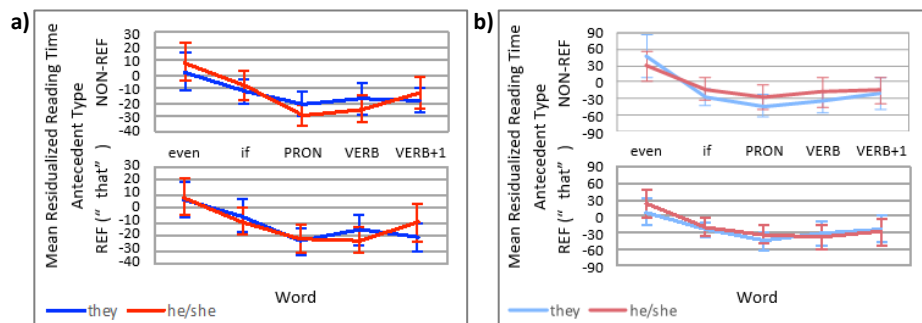 a)
Mean Residualized Reading Time
Antecedent Type
REF (" that" ) NON-REF
30
20
10
0
-10
-20
-30
-40
even if PRON VERB VERB+1
30
20
10
0
-10
-20
-30
-40
Word
they he/she
b)
Mean Residualized Reading Time
Antecedent Type
REF (" that" ) NON-REF
90
60
30
0
-30
-60
-90
even if PRON VERB VERB+1
90
60
30
0
-30
-60
-90
Word
they he/she